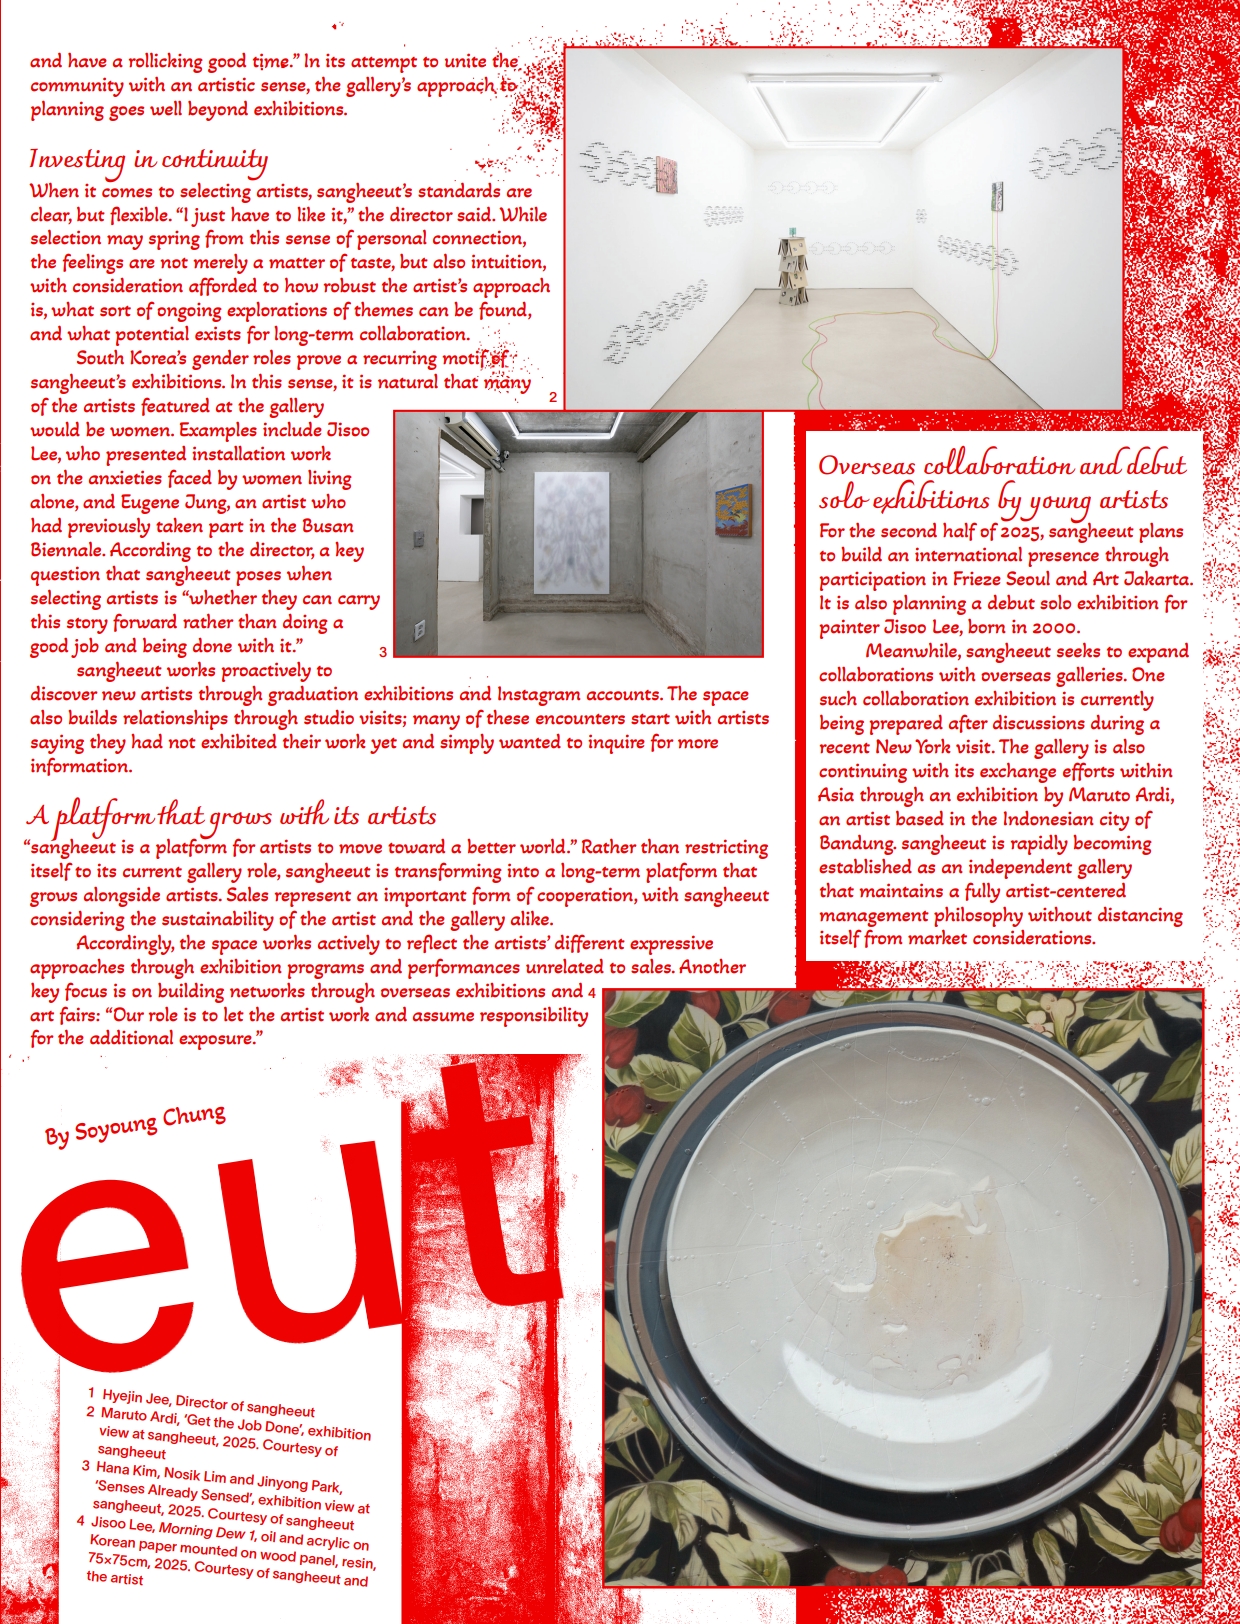 and have a rollicking good time.” In its attempt to unite the
community with an artistic sense, the gallery’s approach to
planning goes well beyond exhibitions.
Investing in continuity
When it comes to selecting artists, sangheeut’s standards are
clear, but flexible. “I just have to like it,” the director said. While
selection may spring from this sense of personal connection,
the feelings are not merely a matter of taste, but also intuition,
with consideration afforded to how robust the artist’s approach
is, what sort of ongoing explorations of themes can be found,
and what potential exists for long-term collaboration.
South Korea’s gender roles prove a recurring motif of
sangheeut’s exhibitions. In this sense, it is natural that many
of the artists featured at the gallery
would be women. Examples include Jisoo
Lee, who presented installation work
on the anxieties faced by women living
alone, and Eugene Jung, an artist who
had previously taken part in the Busan
Biennale. According to the director, a key
question that sangheeut poses when
selecting artists is “whether they can carry
this story forward rather than doing a
good job and being done with it.”
sangheeut works proactively to
discover new artists through graduation exhibitions and Instagram accounts. The space
also builds relationships through studio visits; many of these encounters start with artists
saying they had not exhibited their work yet and simply wanted to inquire for more
information.
A platform that grows with its artists
“sangheeut is a platform for artists to move toward a better world.” Rather than restricting
itself to its current gallery role, sangheeut is transforming into a long-term platform that
grows alongside artists. Sales represent an important form of cooperation, with sangheeut
considering the sustainability of the artist and the gallery alike.
Accordingly, the space works actively to reflect the artists’ different expressive
approaches through exhibition programs and performances unrelated to sales. Another
key focus is on building networks through overseas exhibitions and
art fairs: “Our role is to let the artist work and assume responsibility
for the additional exposure.”
2
3
Overseas collaboration and debut
solo exhibitions by young artists
For the second half of 2025, sangheeut plans
to build an international presence through
participation in Frieze Seoul and Art Jakarta.
It is also planning a debut solo exhibition for
painter Jisoo Lee, born in 2000.
Meanwhile, sangheeut seeks to expand
collaborations with overseas galleries. One
such collaboration exhibition is currently
being prepared after discussions during a
recent New York visit. The gallery is also
continuing with its exchange efforts within
Asia through an exhibition by Maruto Ardi,
an artist based in the Indonesian city of
Bandung. sangheeut is rapidly becoming
established as an independent gallery
that maintains a fully artist-centered
management philosophy without distancing
itself from market considerations.
4
By Soyoung Chung
eut
1 Hyejin Jee, Director of sangheeut
2 Maruto Ardi, ‘Get the Job Done’, exhibition
view at sangheeut, 2025. Courtesy of
sangheeut
3 Hana Kim, Nosik Lim and Jinyong Park,
‘Senses Already Sensed’, exhibition view at
sangheeut, 2025. Courtesy of sangheeut
4 Jisoo Lee, Morning Dew 1, oil and acrylic on
Korean paper mounted on wood panel, resin,
75×75cm, 2025. Courtesy of sangheeut and
the artist